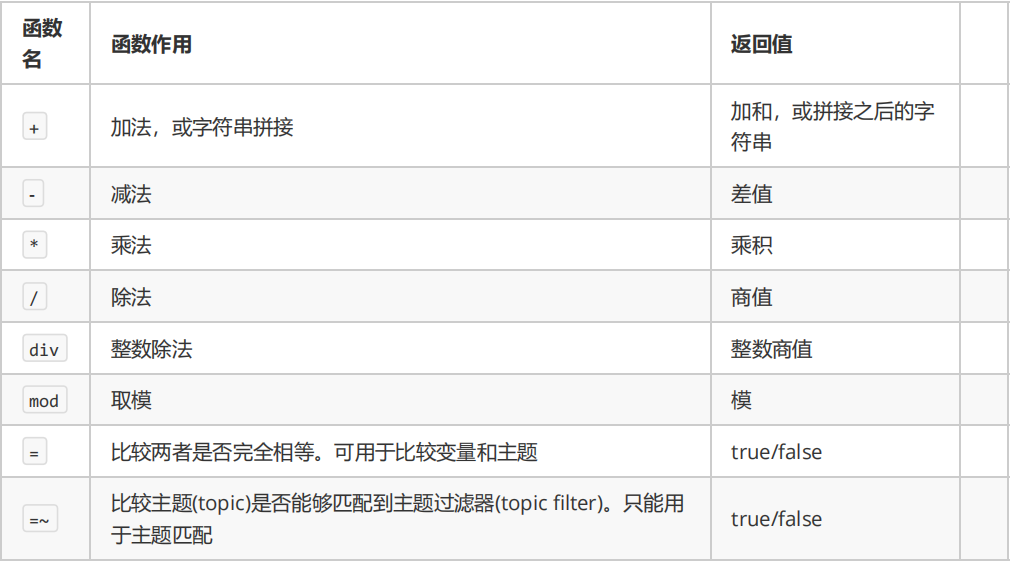 函数
名
函数作用
返回值
+
加法，或字符串拼接
加和，或拼接之后的字
符串
-
减法
差值
*
乘法
乘积
/
除法
商值
div
整数除法
整数商值
mod
取模
模
=
比较两者是否完全相等。可用于比较变量和主题
true/false
=~
比较主题(topic)是否能够匹配到主题过滤器(topic filter)。只能用
于主题匹配
true/false